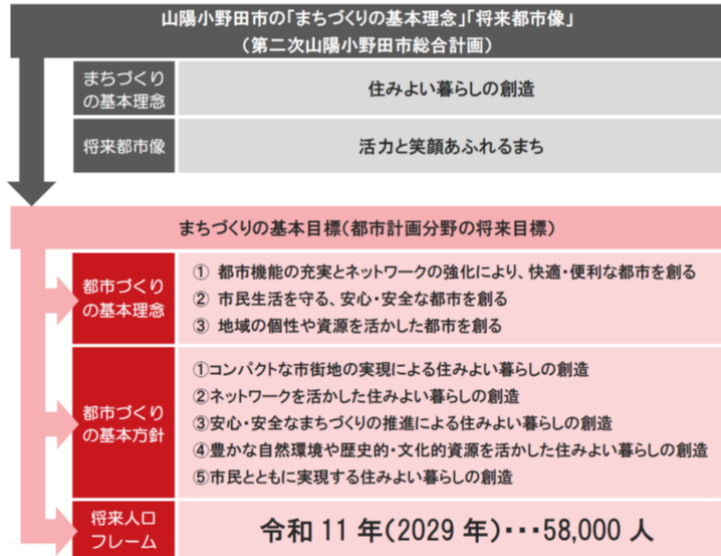 山陽小野田市の「まちづくりの基本理念」「将来都市像」
（第二次山陽小野田市総合計画）
まちづくり
の基本理念
住みよい暮らしの創造
将来都市像
活力と笑顔あふれるまち
まちづくりの基本目標（都市計画分野の将来目標）
都市づくり
の基本理念
① 都市機能の充実とネットワークの強化により、快適・便利な都市を創る
② 市民生活を守る、安心・安全な都市を創る
③ 地域の個性や資源を活かした都市を創る
都市づくり
の基本方針
①コンパクトな市街地の実現による住みよい暮らしの創造
②ネットワークを活かした住みよい暮らしの創造
③安心・安全なまちづくりの推進による住みよい暮らしの創造
④豊かな自然環境や歴史的・文化的資源を活かした住みよい暮らしの創造
⑤市民とともに実現する住みよい暮らしの創造
将来人口
フレーム
令和 11 年（2029 年）・・・58,000 人